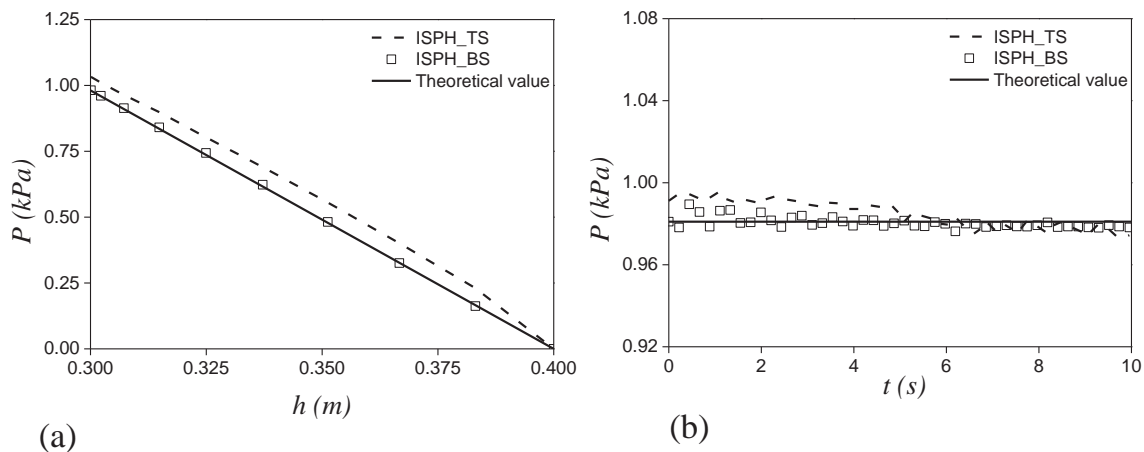 1.25
1.00
0.75
0.50
0.25
0.00
P (kPa)
0.300
0.325
0.350
0.375
0.400
h (m)
ISPH_TS
ISPH_BS
Theoretical value
(a)
1.08
1.04
1.00
0.96
0.92
P (kPa)
0
2
4
6
8
10
t (s)
ISPH_TS
ISPH_BS
Theoretical value
(b)